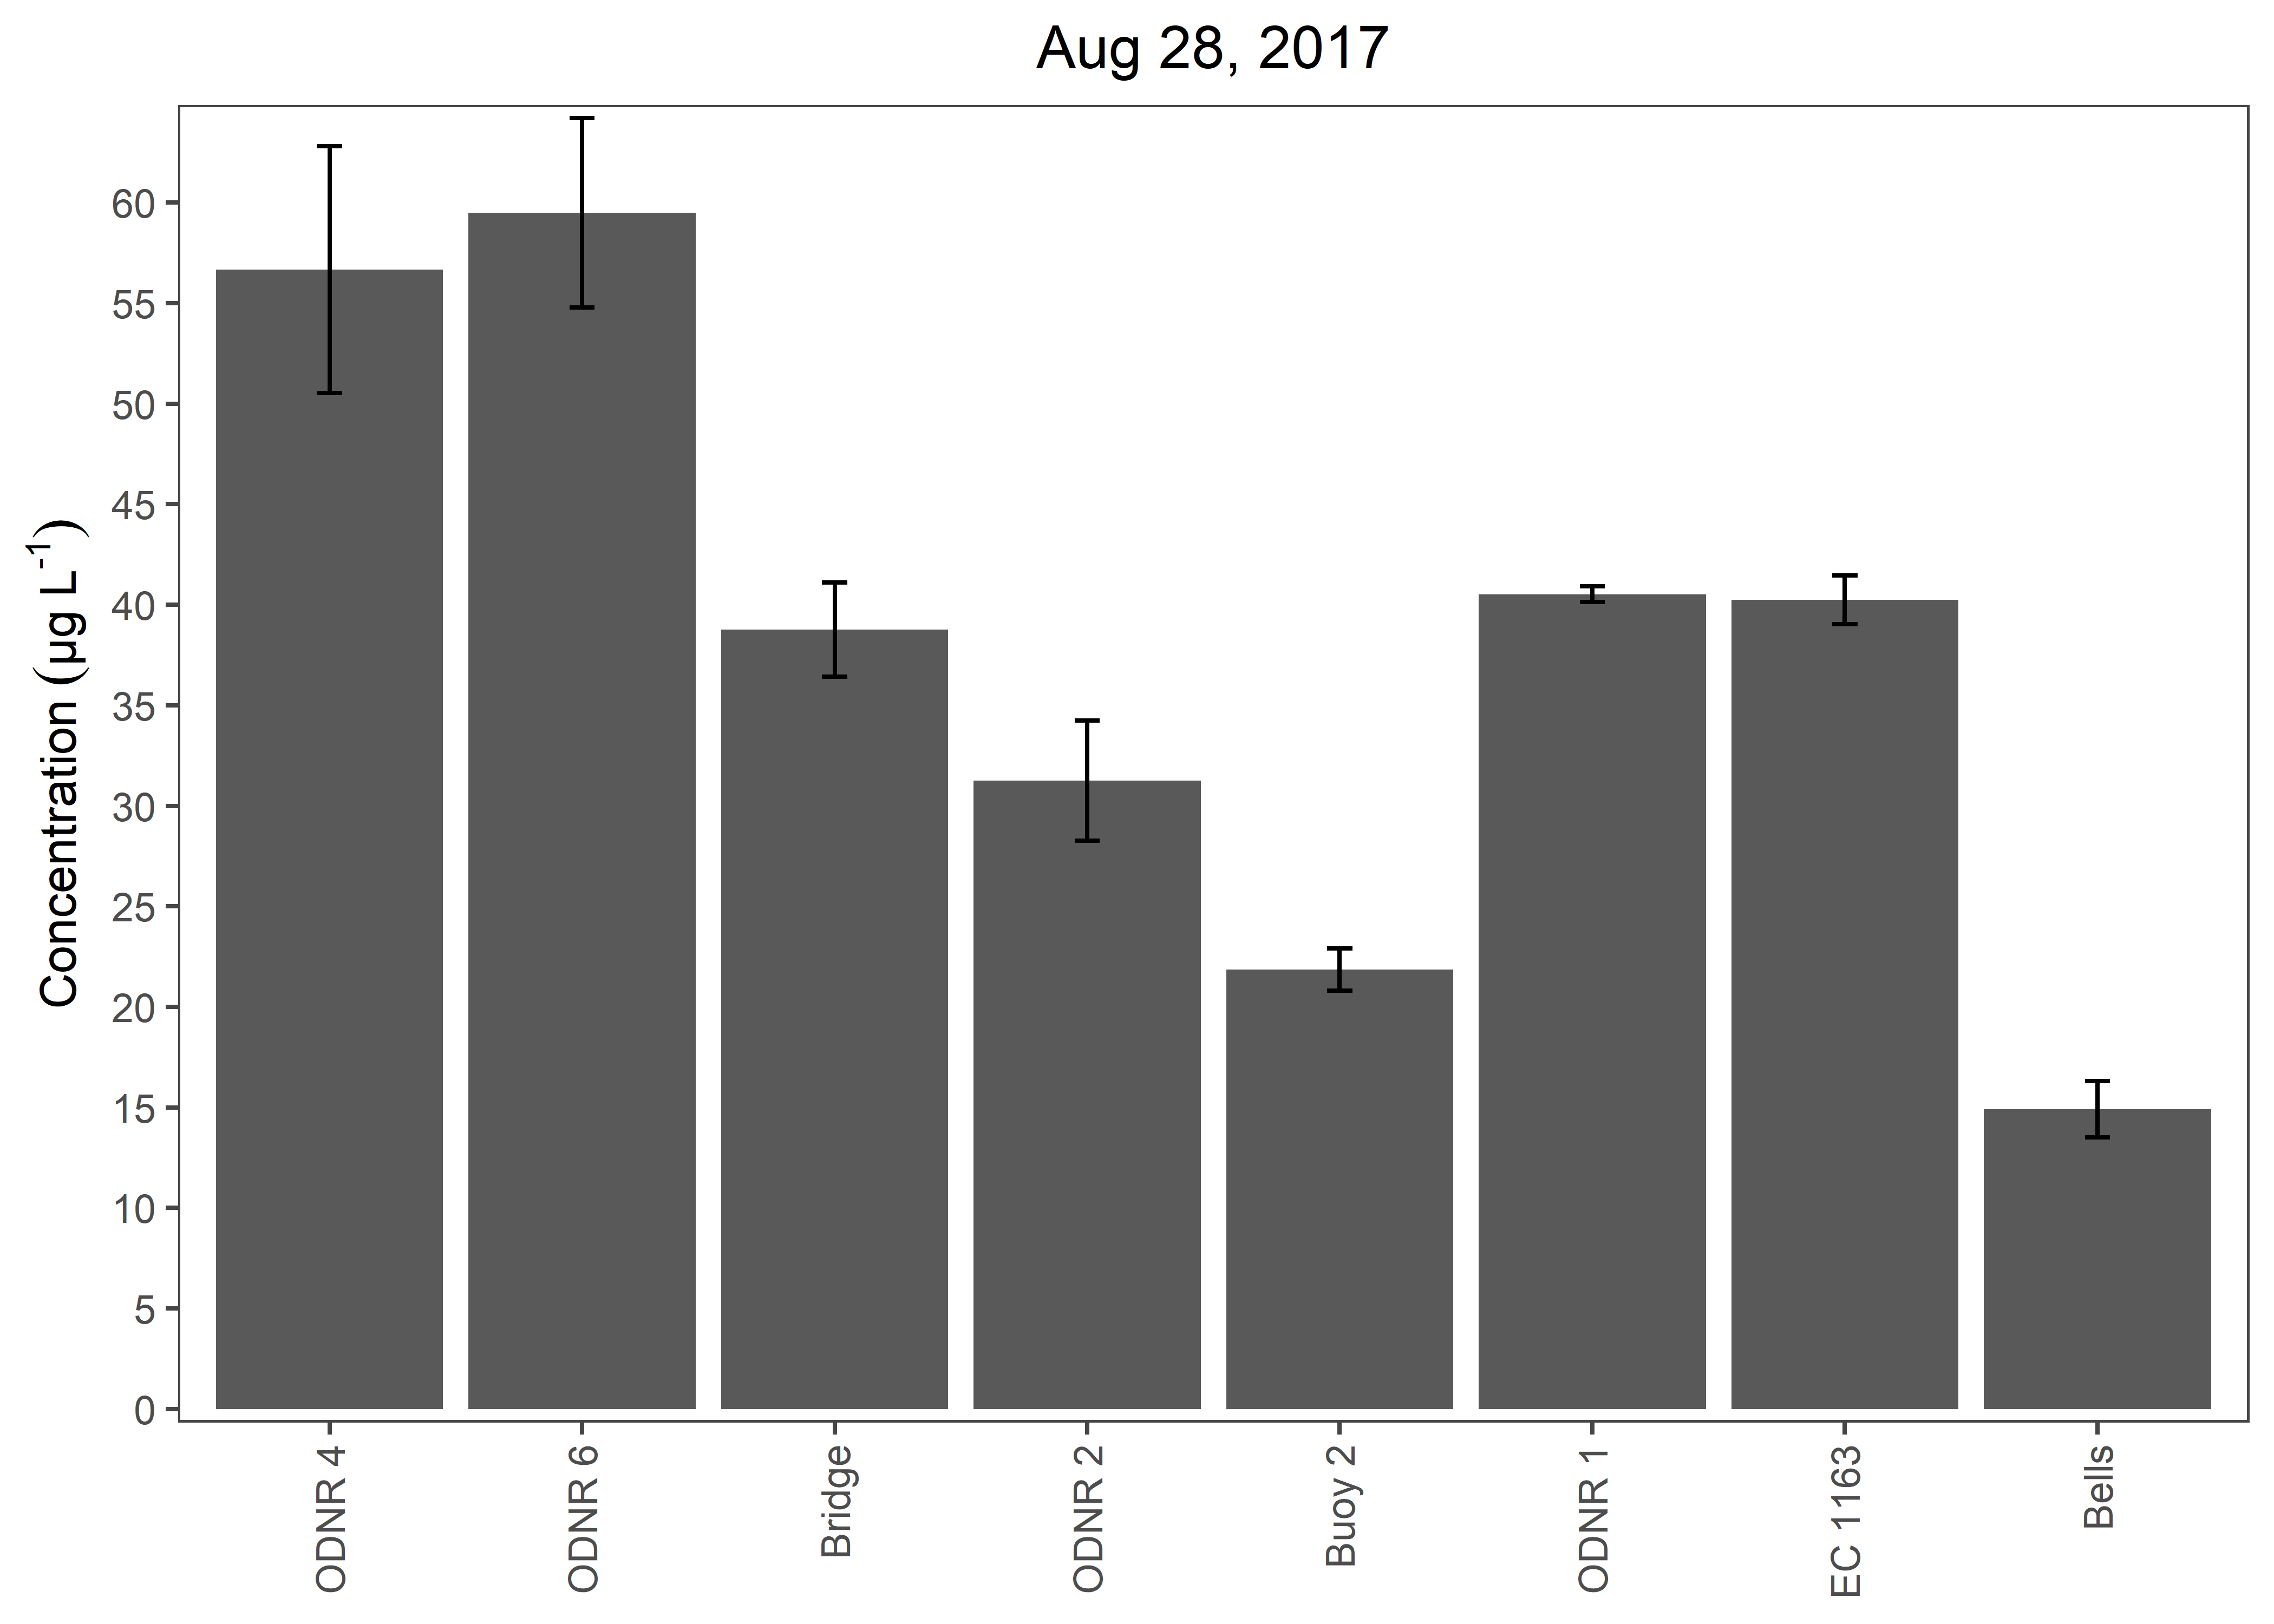 Aug 28, 2017
Concentration (µg L⁻¹)
60
55
50
45
40
35
30
25
20
15
10
5
0
ODNR 4
ODNR 6
Bridge
ODNR 2
Buoy 2
ODNR 1
EC 1163
Bells